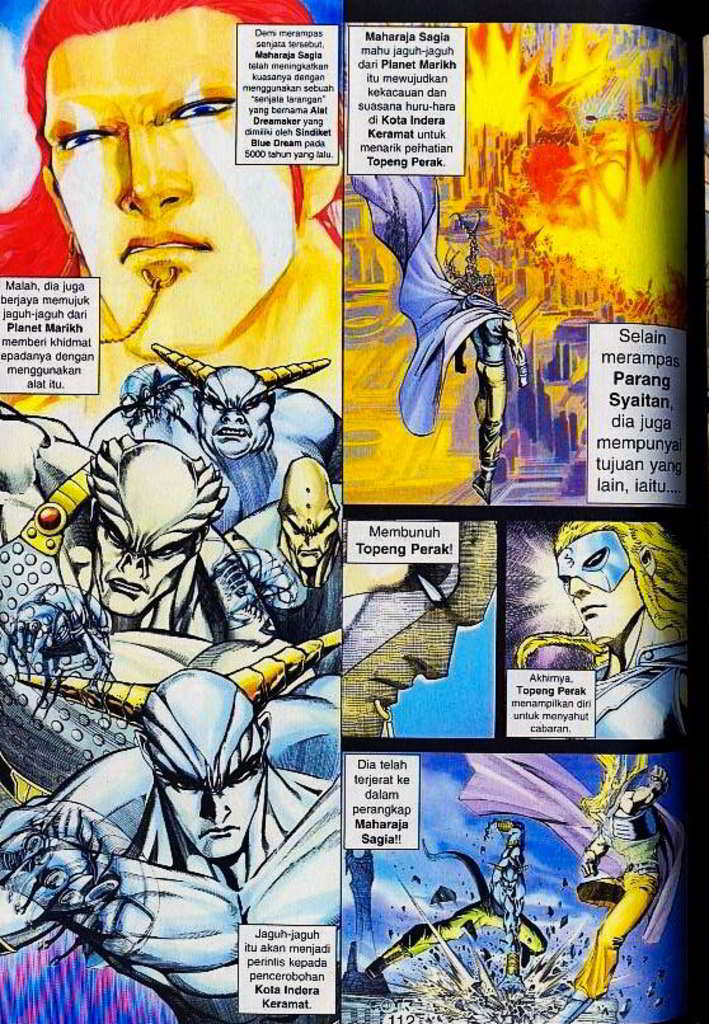 Demi merampas
senjata tersebut,
Maharaja Sagia
telah meningkatkan
kuasanya dengan
menggunakan sebuah
"senjata larangan"
yang bernama Alat
Dreamaker yang
dimiliki oleh Sindiket
Blue Dream pada
5000 tahun yang lalu.
Malah, dia juga
berjaya memujuk
jaguh-jaguh dari
Planet Marikh
memberi khidmat
epadanya dengan
menggunakan
alat itu.
Jaguh-jaguh
itu akan menjadi
perintis kepada
pencerobohan
Kota Indera
Keramat.
Maharaja Sagia
mahu jaguh-jaguh
dari Planet Marikh
itu mewujudkan
kekacauan dan
suasana huru-hara
di Kota Indera
Keramat untuk
menarik perhatian
Topeng Perak.
Selain
merampas
Parang
Syaitan,
dia juga
mempunyai
tujuan yang
lain, iaitu....
Membunuh
Topeng Perak!
Akhirnya,
Topeng Perak
menampilkan diri
untuk menyahut
cabaran.
Dia telah
terjerat ke
dalam
perangkap
Maharaja
Sagia!!
112